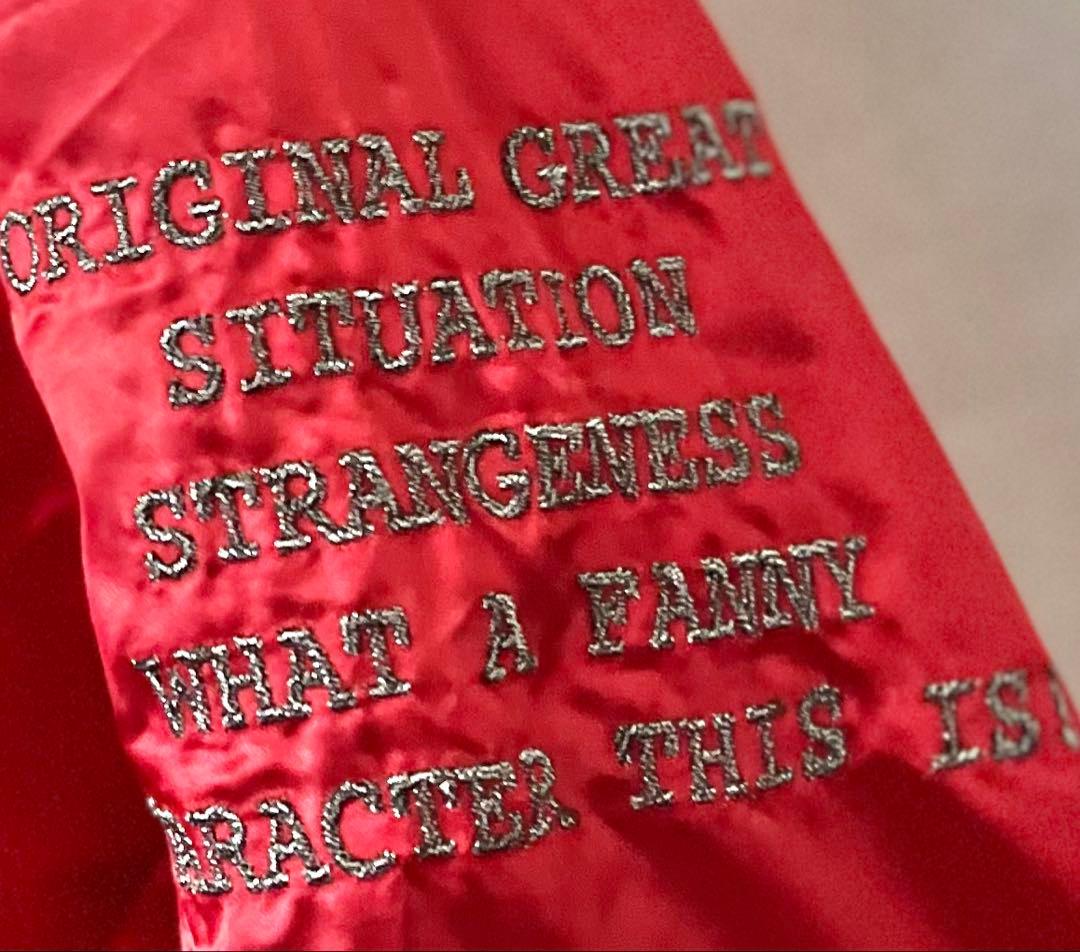 ORIGINAL GREAT
SITUATION
STRANGENESS
WHAT A FANNY
ARACTER THIS IS!